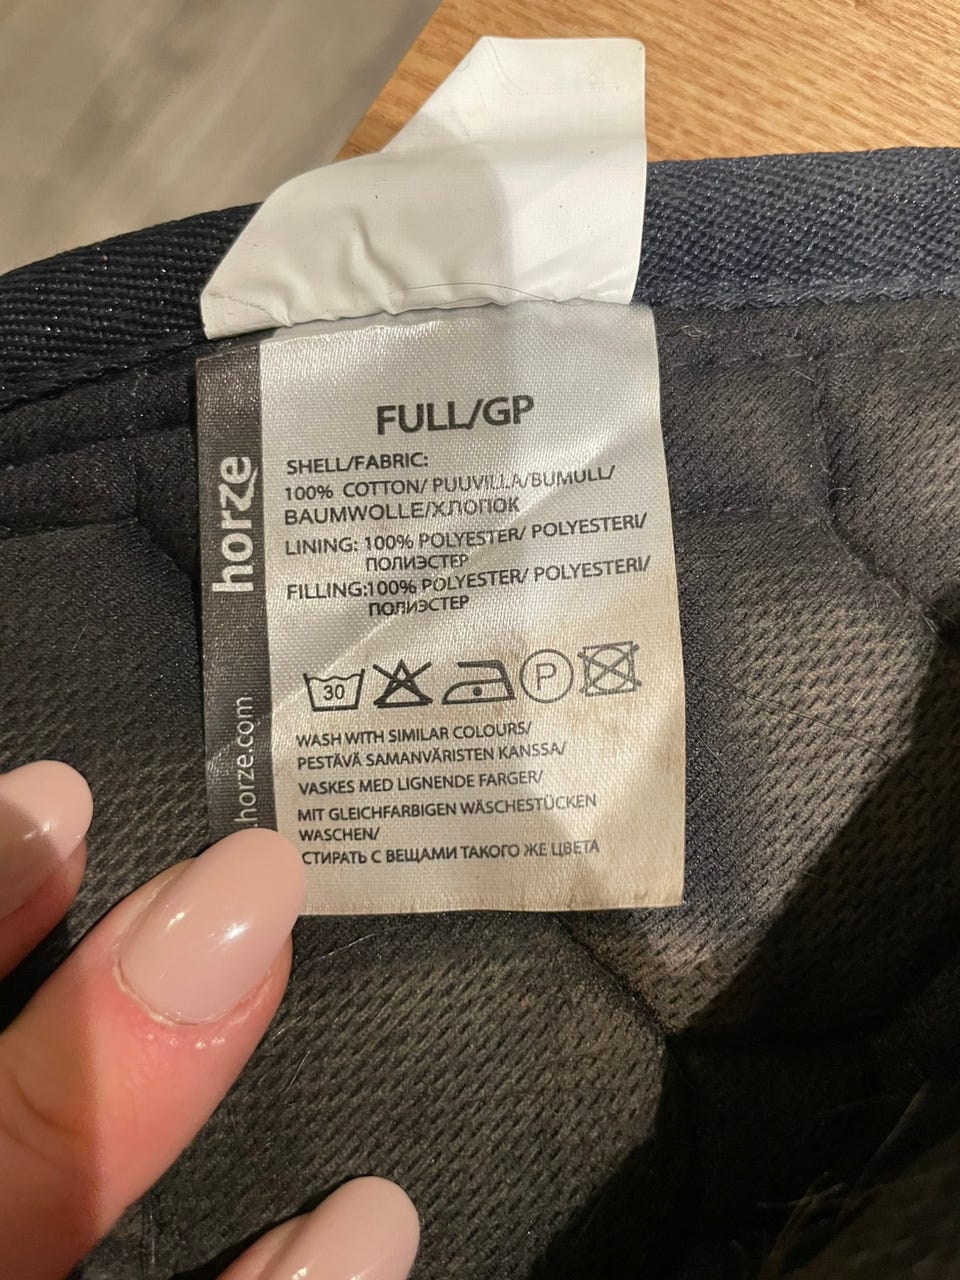 FULL/GP
SHELL/FABRIC:
100% COTTON/ PUUVILLA/BUMULL/
BAUMWOLLE/ХЛОПОК
LINING: 100% POLYESTER/ POLYESTERI/
ПОЛИЭСТЕР
FILLING:100% POLYESTER/ POLYESTERI/
ПОЛИЭСТЕР
30
P
WASH WITH SIMILAR COLOURS/
PESTÄVÄ SAMANVÄRISTEN KANSSA/
VASKES MED LIGNENDE FARGER/
MIT GLEICHFARBIGEN WÄSCHESTÜCKEN
WASCHEN/
СТИРАТЬ С ВЕЩАМИ ТАКОГО ЖЕ ЦВЕТА
horze
.horze.com